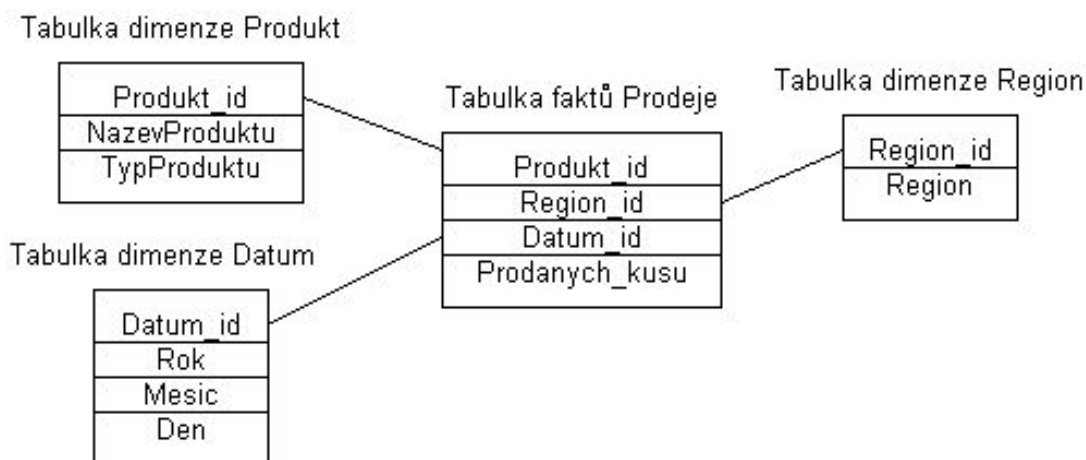 Tabulka dimenze Produkt
Produkt_id
NazevProduktu
TypProduktu
Tabulka faktů Prodeje
Produkt_id
Region_id
Datum_id
Prodanych_kusu
Tabulka dimenze Region
Region_id
Region
Tabulka dimenze Datum
Datum_id
Rok
Mesic
Den